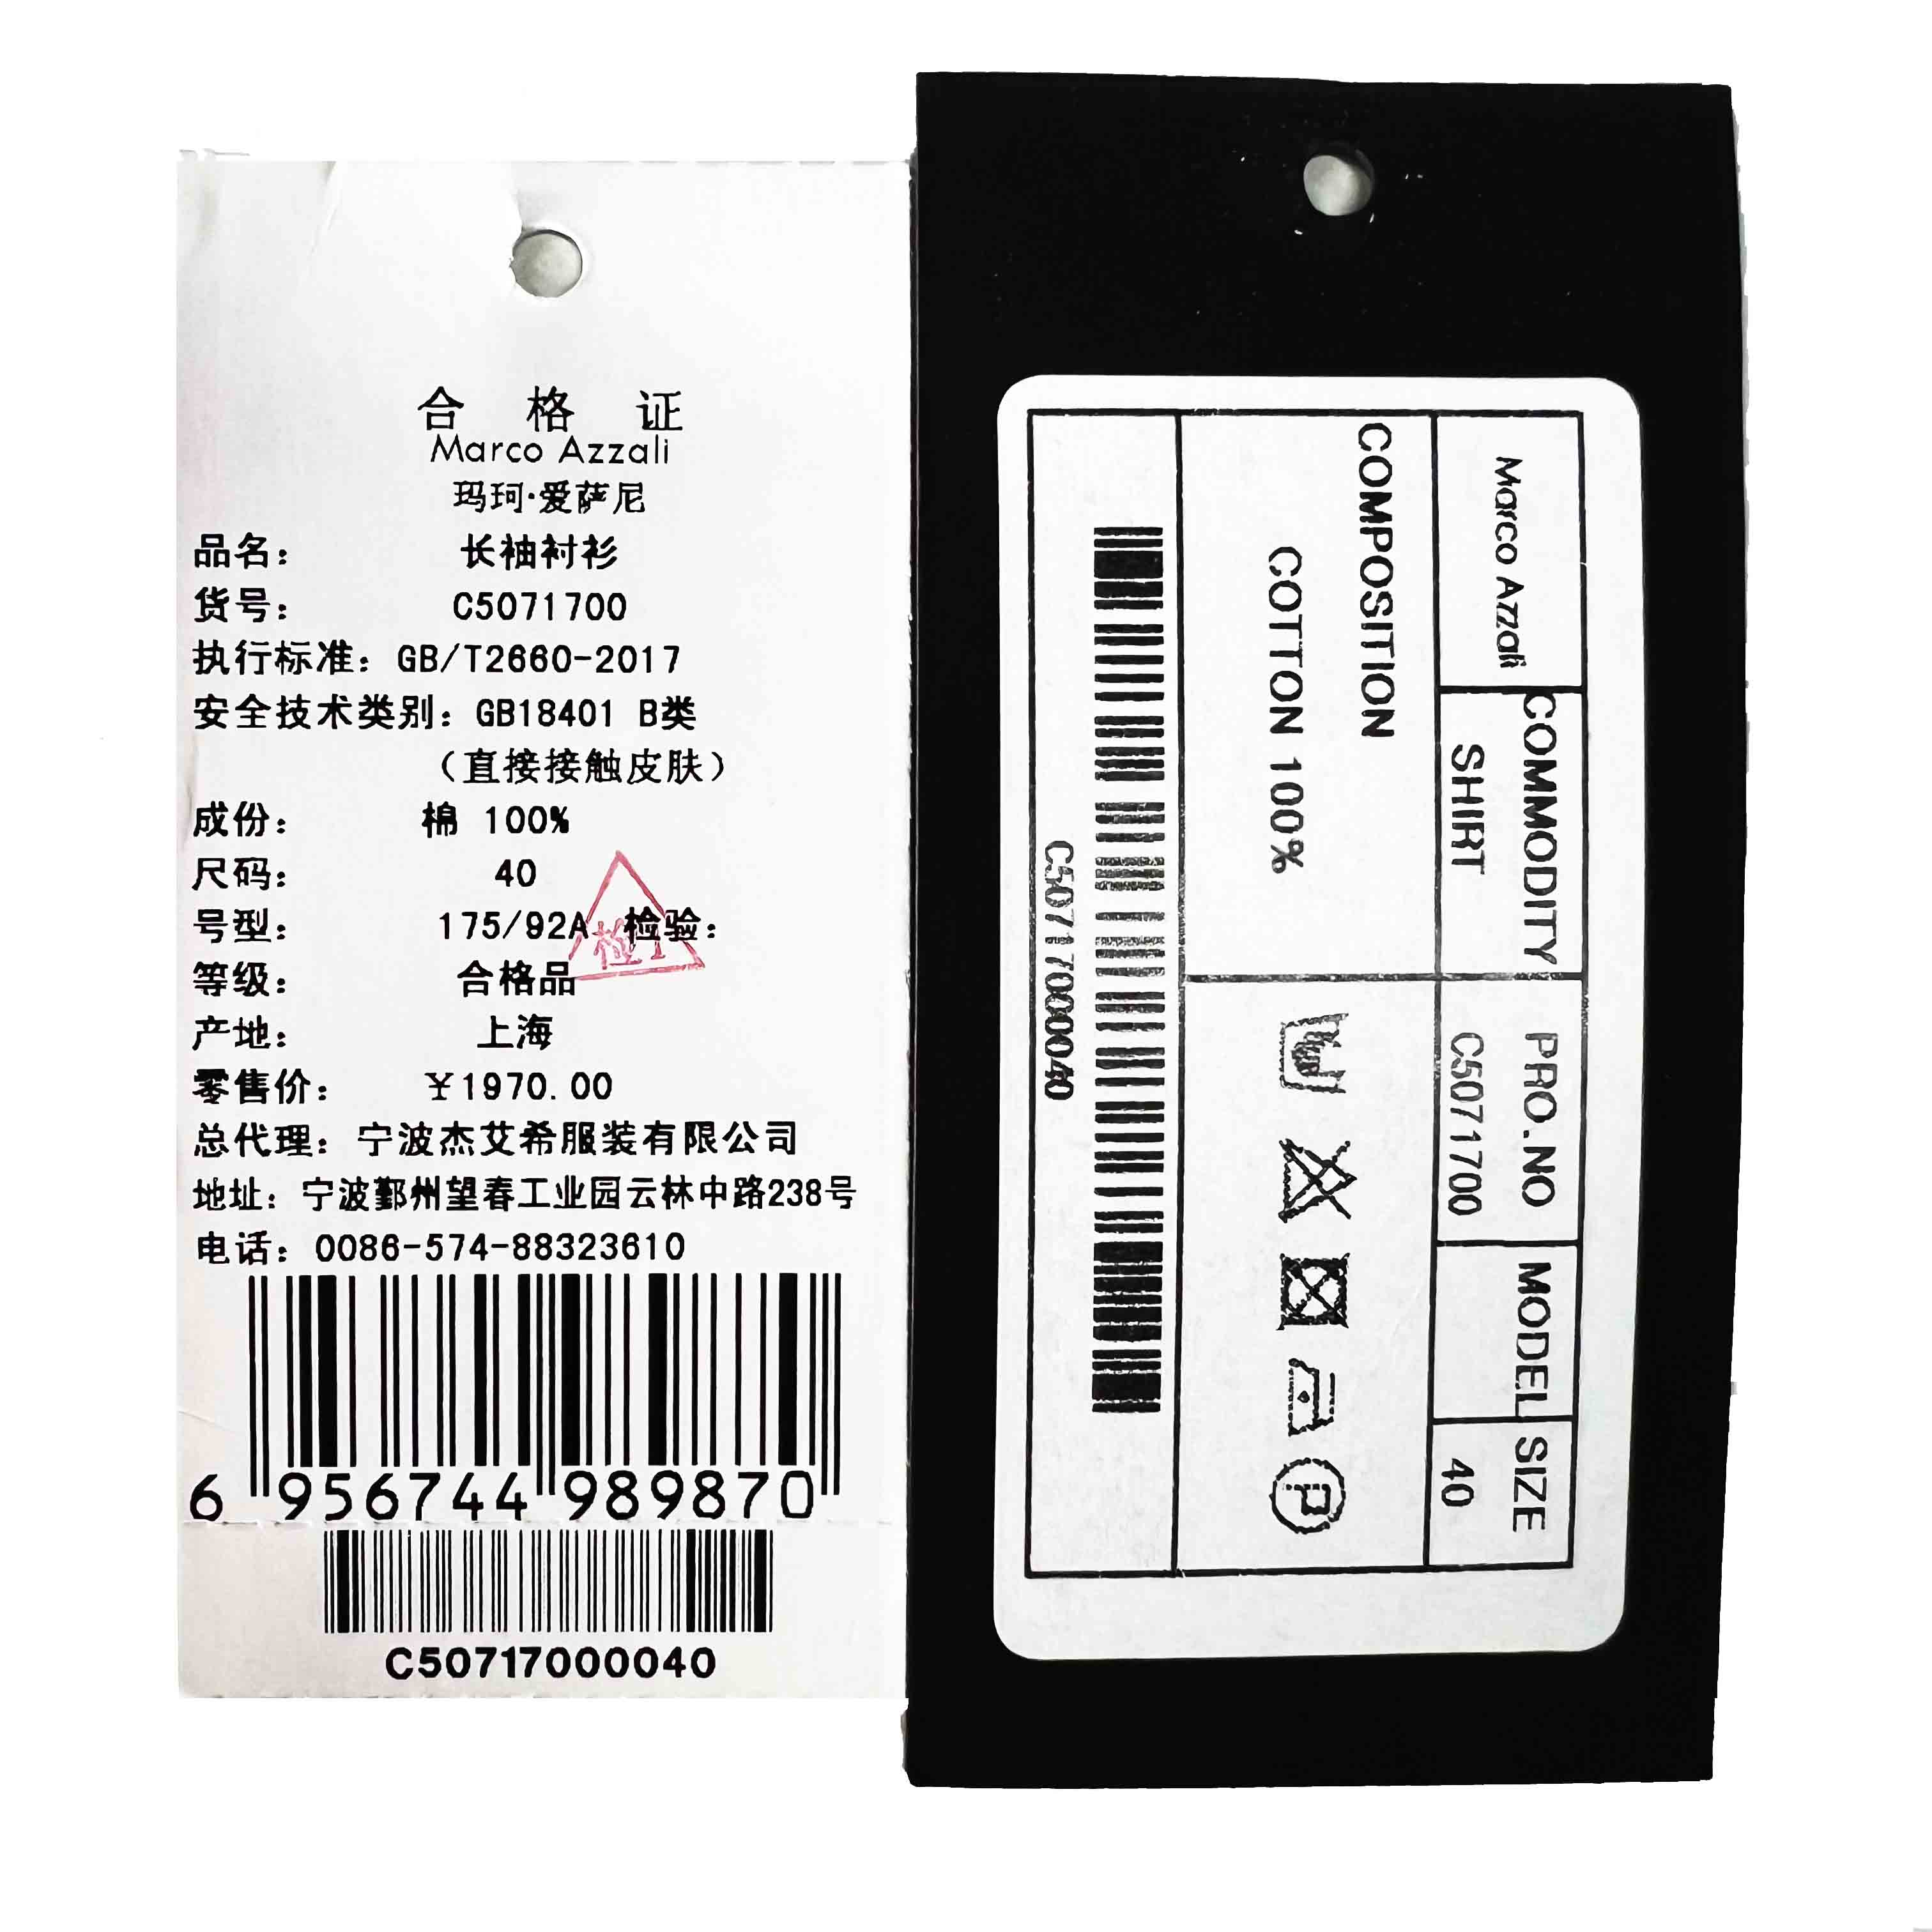 合格证
Marco Azzali
玛珂·爱萨尼
品名： 长袖衬衫
货号： C5071700
执行标准：GB/T2660-2017
安全技术类别：GB18401 B类
（直接接触皮肤）
成份： 棉 100%
尺码： 40
号型： 175/92A 检验：
检1
等级： 合格品
产地： 上海
零售价： ￥1970.00
总代理：宁波杰艾希服装有限公司
地址：宁波鄞州望春工业园云林中路238号
电话：0086-574-88323610
6 956744 989870
C50717000040
Marco Azzali
COMMODITY
SHIRT
PRO.NO
C5071700
MODEL
SIZE
40
COMPOSITION
COTTON 100%
P
C50717000040